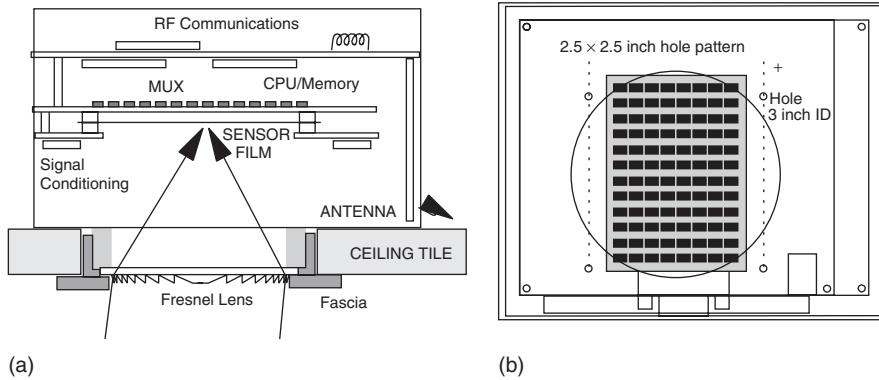 RF Communications
MUX
CPU/Memory
SENSOR
FILM
Signal
Conditioning
ANTENNA
CEILING TILE
Fresnel Lens
Fascia
(a)
2.5 × 2.5 inch hole pattern
+
Hole
3 inch ID
(b)